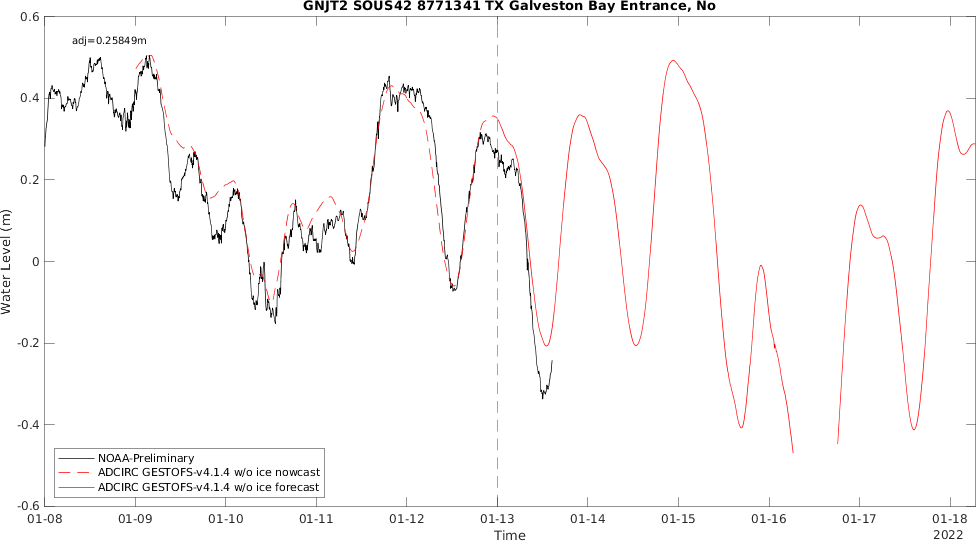 GNJT2 SOUS42 8771341 TX Galveston Bay Entrance, No
adj=0.25849m
0.6
0.4
0.2
0
-0.2
-0.4
-0.6
Water Level (m)
NOAA-Preliminary
ADCIRC GESTOFS-v4.1.4 w/o ice nowcast
ADCIRC GESTOFS-v4.1.4 w/o ice forecast
01-08 01-09 01-10 01-11 01-12 01-13 01-14 01-15 01-16 01-17 01-18
Time
2022